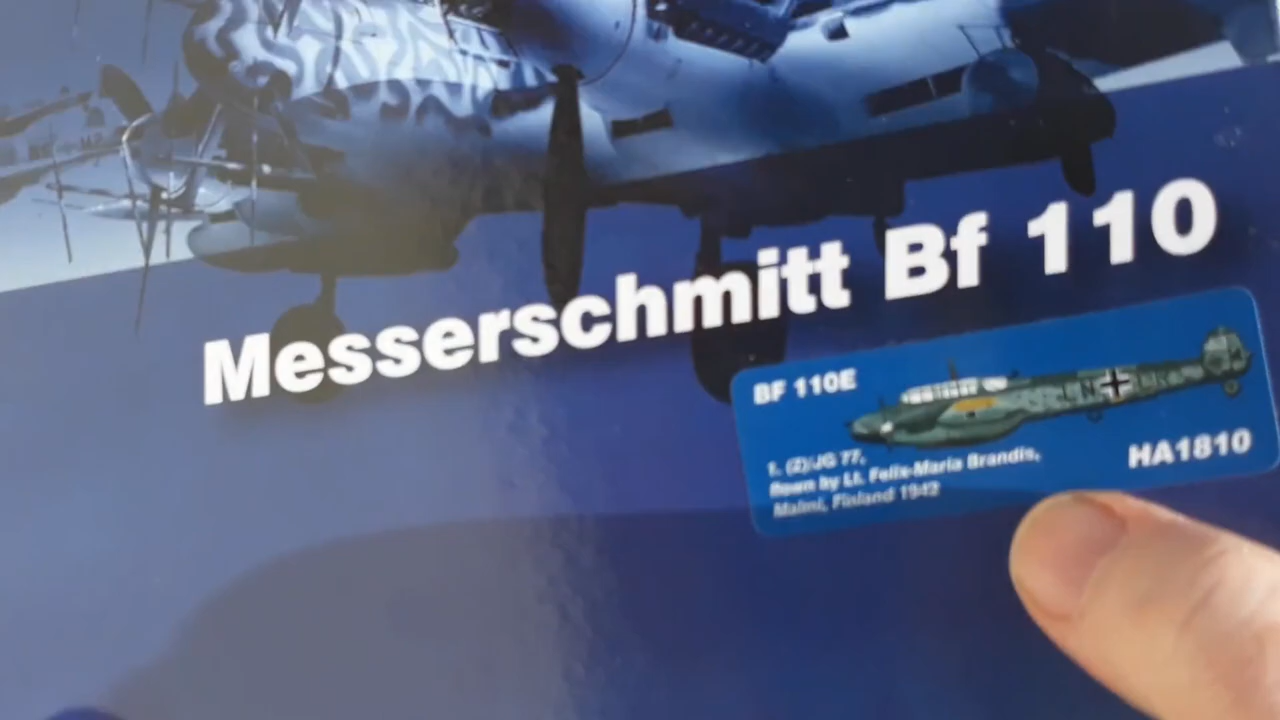 Messerschmitt Bf 110
BF 110E
1. (Z)/JG 77,
flown by Lt. Felix-Maria Brandis,
Malmi, Finland 1942
HA1810